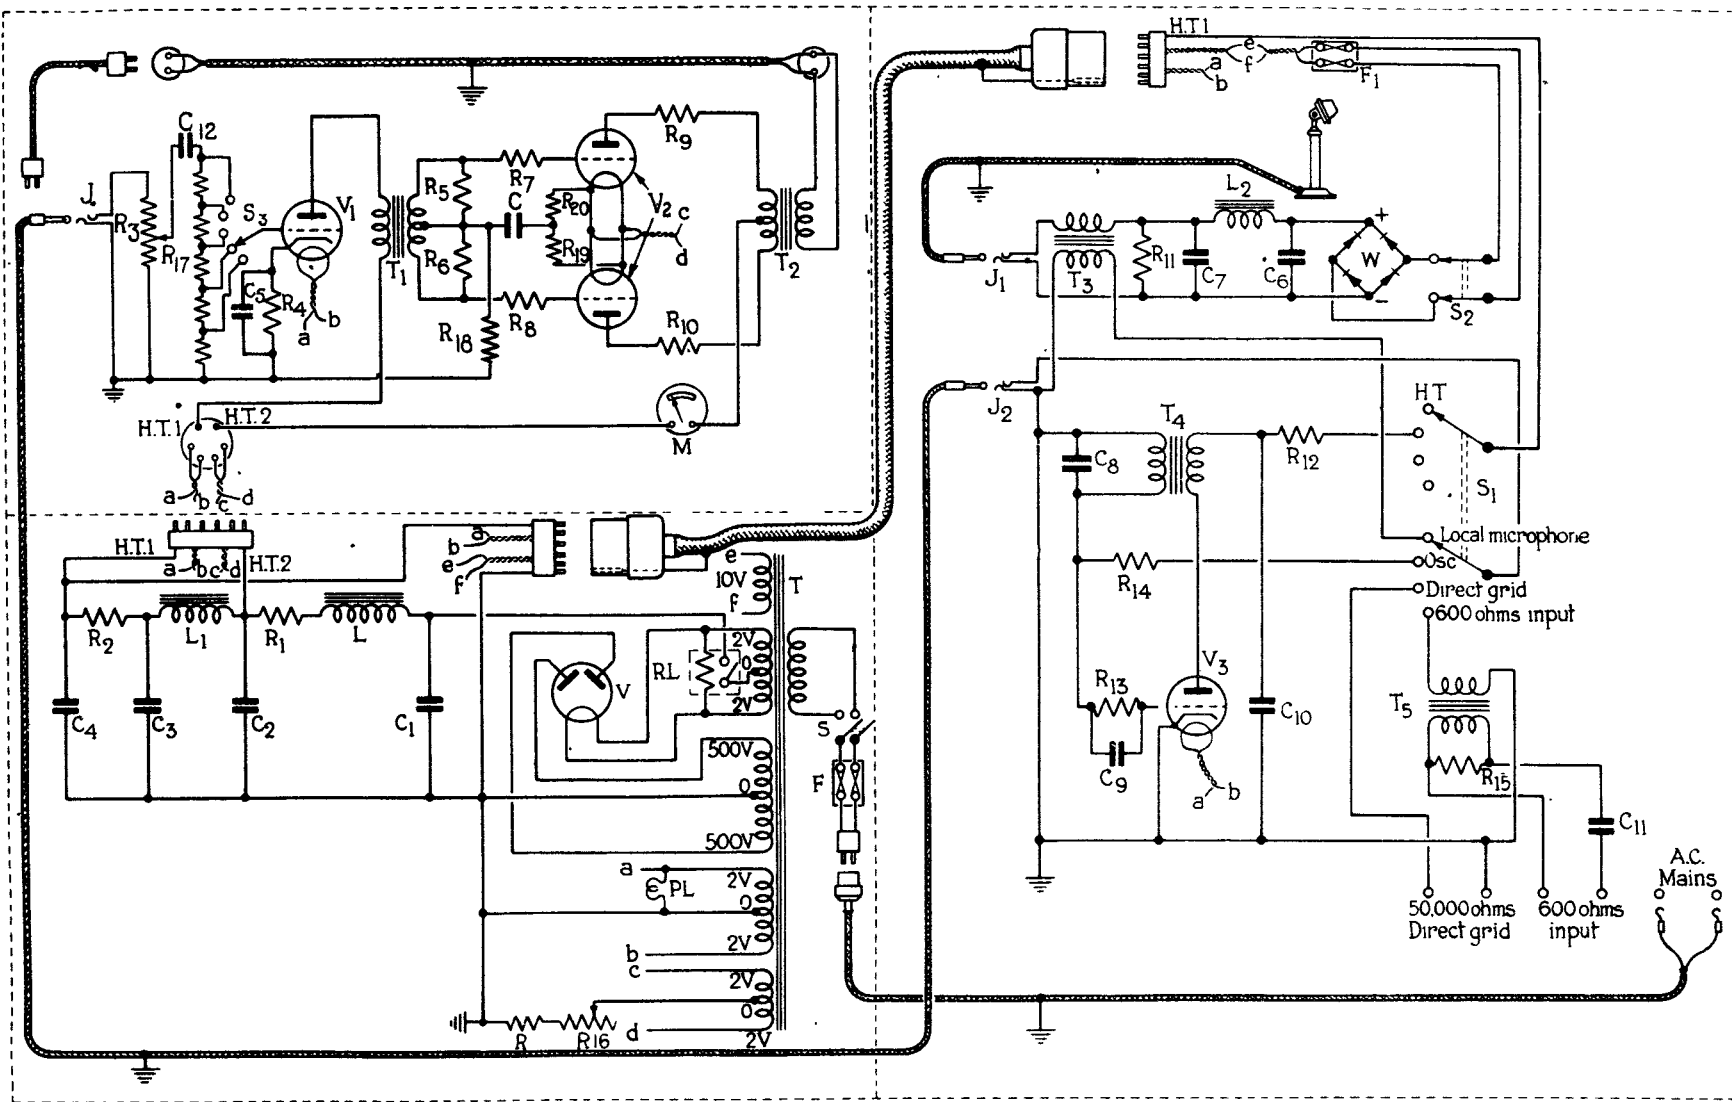 H.T.1
e
f
a
b
F1
C12
J
R3
R17
S3
V1
C5
R4
a
b
T1
R5
R6
R7
R8
R18
C
R20
R19
V2
c
d
R9
R10
T2
H.T.1
H.T.2
M
a
b
c
d
L2
J1
T3
R11
C7
C6
W
+
−
S2
J2
T4
C8
R12
HT
S1
Local microphone
Osc
Direct grid
600 ohms input
R14
R13
C9
V3
a
b
C10
T5
R15
C11
50,000 ohms
Direct grid
600 ohms
input
A.C.
Mains
H.T.1
a
b
c
d
H.T.2
a
b
e
f
R2
L1
R1
L
C4
C3
C2
C1
e
10V
f
T
2V
0
2V
RL
V
S
F
500V
0
500V
a
PL
2V
0
2V
b
c
2V
0
2V
d
R
R16